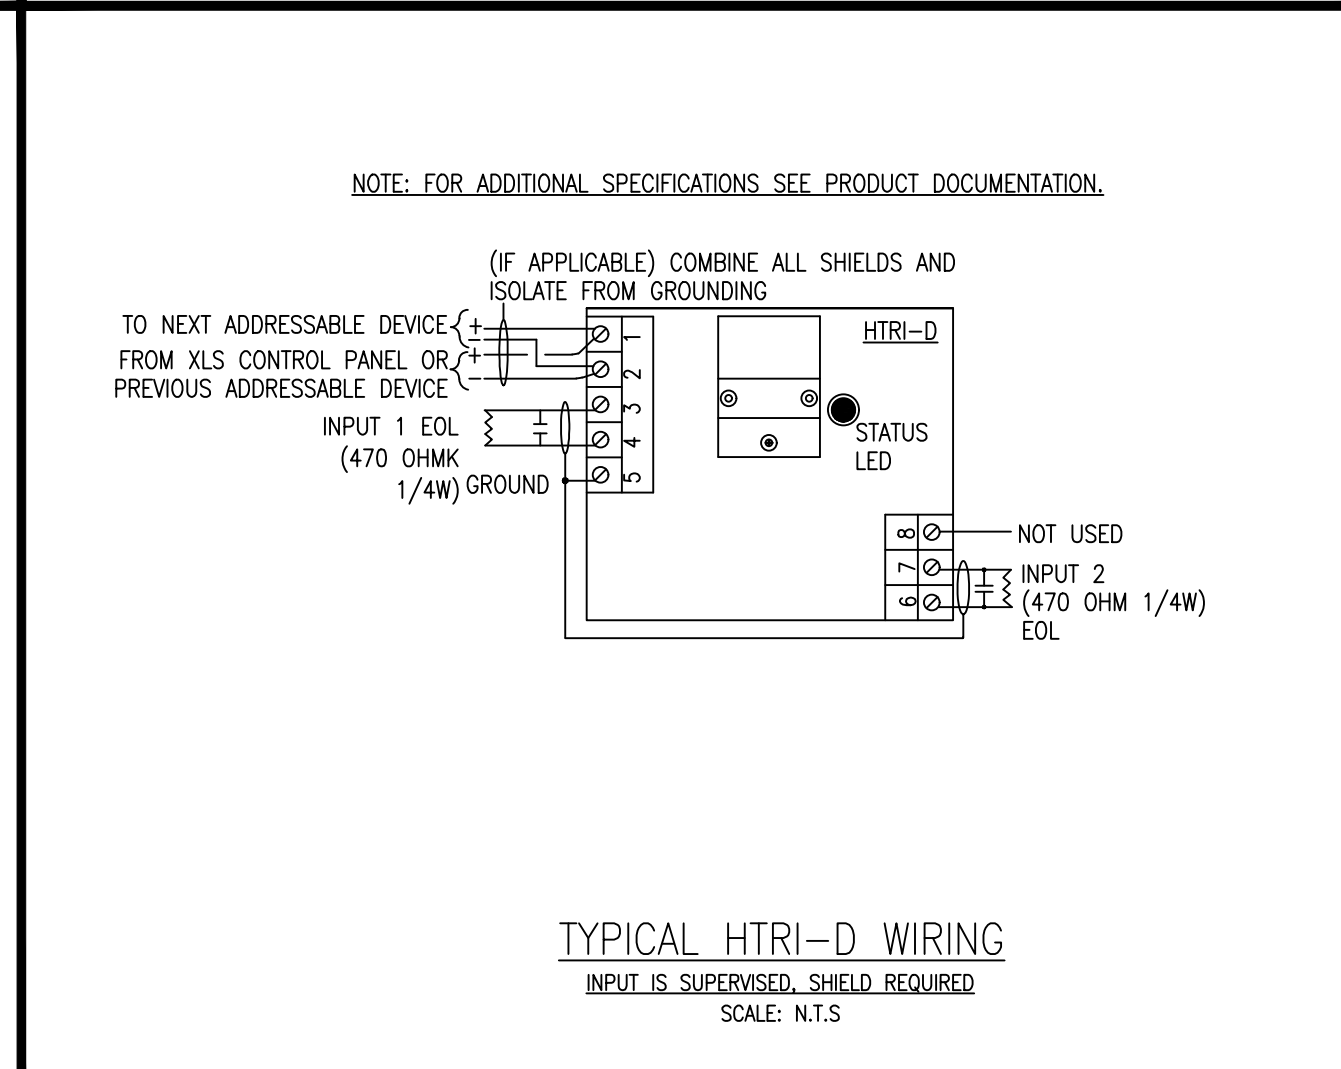 NOTE: FOR ADDITIONAL SPECIFICATIONS SEE PRODUCT DOCUMENTATION.
(IF APPLICABLE) COMBINE ALL SHIELDS AND
ISOLATE FROM GROUNDING
TO NEXT ADDRESSABLE DEVICE
+
-
FROM XLS CONTROL PANEL OR
PREVIOUS ADDRESSABLE DEVICE
+
-
INPUT 1 EOL
(470 OHMK
1/4W)
GROUND
1
2
3
4
5
HTRI-D
STATUS
LED
8
7
6
NOT USED
INPUT 2
(470 OHM 1/4W)
EOL
TYPICAL HTRI-D WIRING
INPUT IS SUPERVISED, SHIELD REQUIRED
SCALE: N.T.S